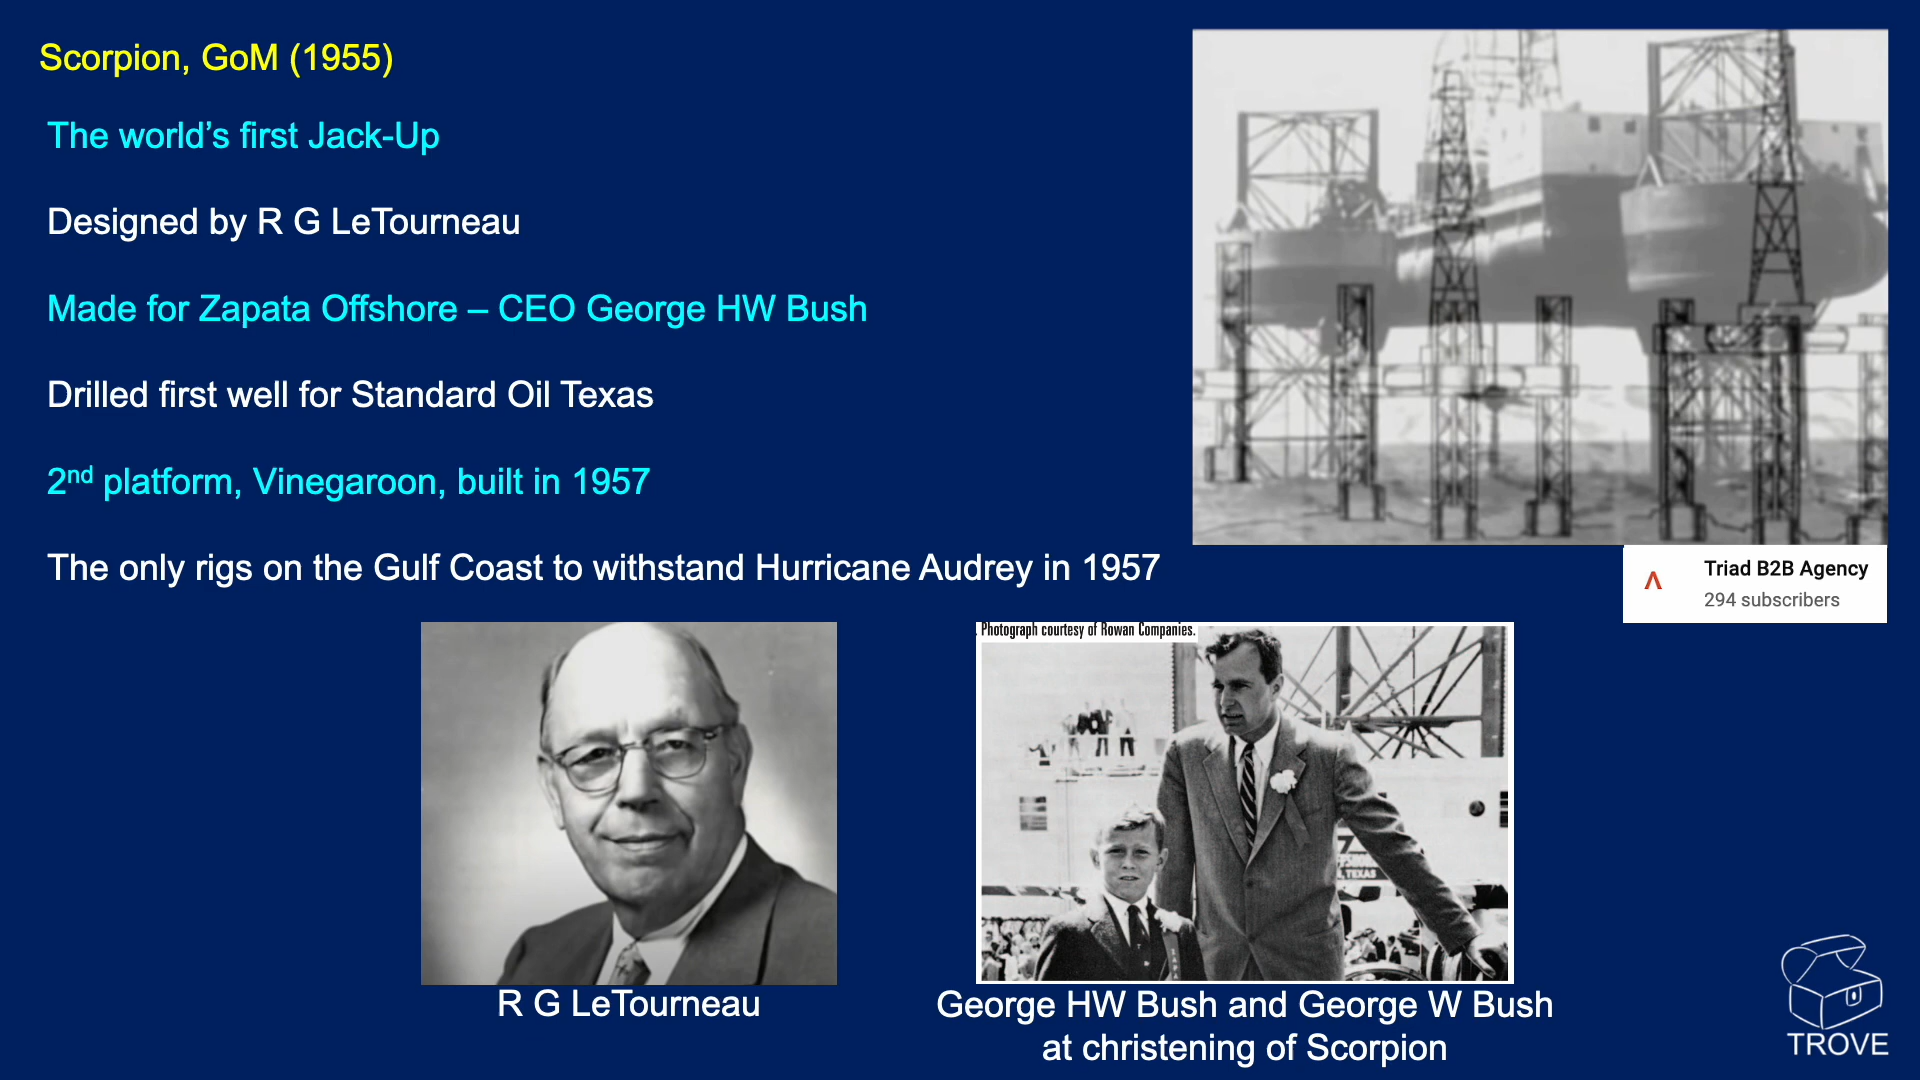 Scorpion, GoM (1955)
The world’s first Jack-Up
Designed by R G LeTourneau
Made for Zapata Offshore – CEO George HW Bush
Drilled first well for Standard Oil Texas
2nd platform, Vinegaroon, built in 1957
The only rigs on the Gulf Coast to withstand Hurricane Audrey in 1957
Triad B2B Agency
294 subscribers
. Photograph courtesy of Rowan Companies.
TEXAS
R G LeTourneau
George HW Bush and George W Bush
at christening of Scorpion
TROVE